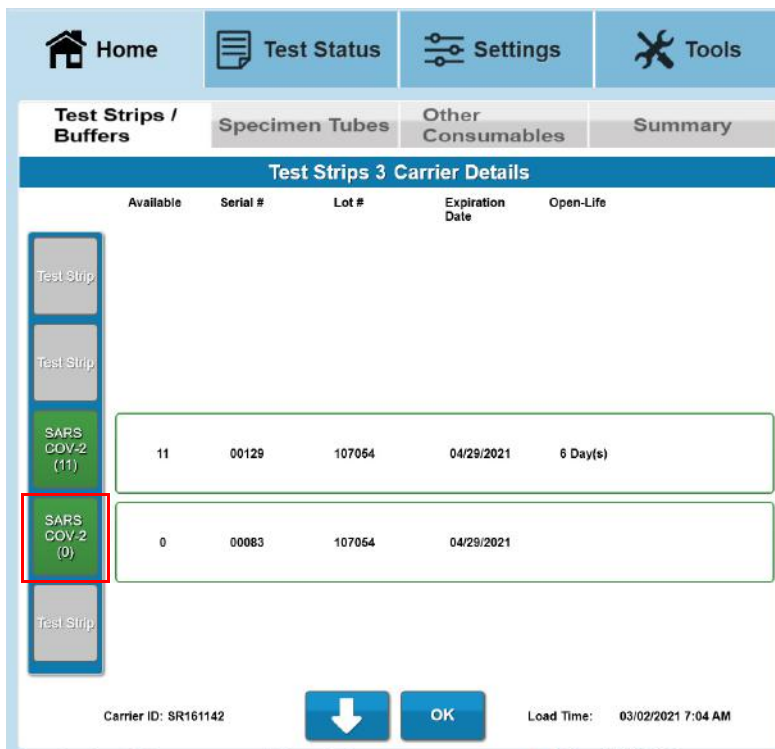 Home Test Status Settings Tools
Test Strips / Specimen Tubes Other Summary
Buffers Consumables
Test Strips 3 Carrier Details
Available Serial # Lot # Expiration Open-Life
Date
Test Strip
Test Strip
SARS
COV-2
(11)
11 00129 107054 04/29/2021 6 Day(s)
SARS
COV-2
(0)
0 00083 107054 04/29/2021
Test Strip
Carrier ID: SR161142 OK Load Time: 03/02/2021 7:04 AM